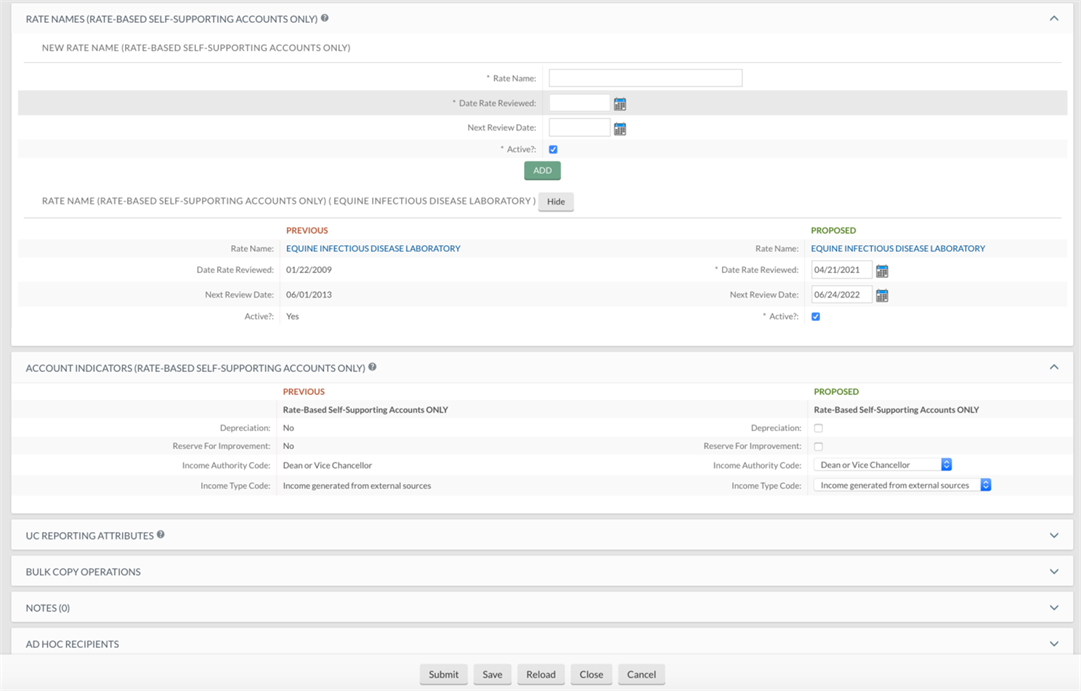 RATE NAMES (RATE-BASED SELF-SUPPORTING ACCOUNTS ONLY) ?
NEW RATE NAME (RATE-BASED SELF-SUPPORTING ACCOUNTS ONLY)
* Rate Name:
* Date Rate Reviewed:
Next Review Date:
* Active?:
ADD
RATE NAME (RATE-BASED SELF-SUPPORTING ACCOUNTS ONLY) ( EQUINE INFECTIOUS DISEASE LABORATORY ) Hide
PREVIOUS PROPOSED
Rate Name: EQUINE INFECTIOUS DISEASE LABORATORY Rate Name: EQUINE INFECTIOUS DISEASE LABORATORY
Date Rate Reviewed: 01/22/2009 * Date Rate Reviewed: 04/21/2021
Next Review Date: 06/01/2013 Next Review Date: 06/24/2022
Active?: Yes * Active?:
ACCOUNT INDICATORS (RATE-BASED SELF-SUPPORTING ACCOUNTS ONLY) ?
PREVIOUS PROPOSED
Rate-Based Self-Supporting Accounts ONLY Rate-Based Self-Supporting Accounts ONLY
Depreciation: No Depreciation:
Reserve For Improvement: No Reserve For Improvement:
Income Authority Code: Dean or Vice Chancellor Income Authority Code: Dean or Vice Chancellor
Income Type Code: Income generated from external sources Income Type Code: Income generated from external sources
UC REPORTING ATTRIBUTES ?
BULK COPY OPERATIONS
NOTES (0)
AD HOC RECIPIENTS
Submit Save Reload Close Cancel